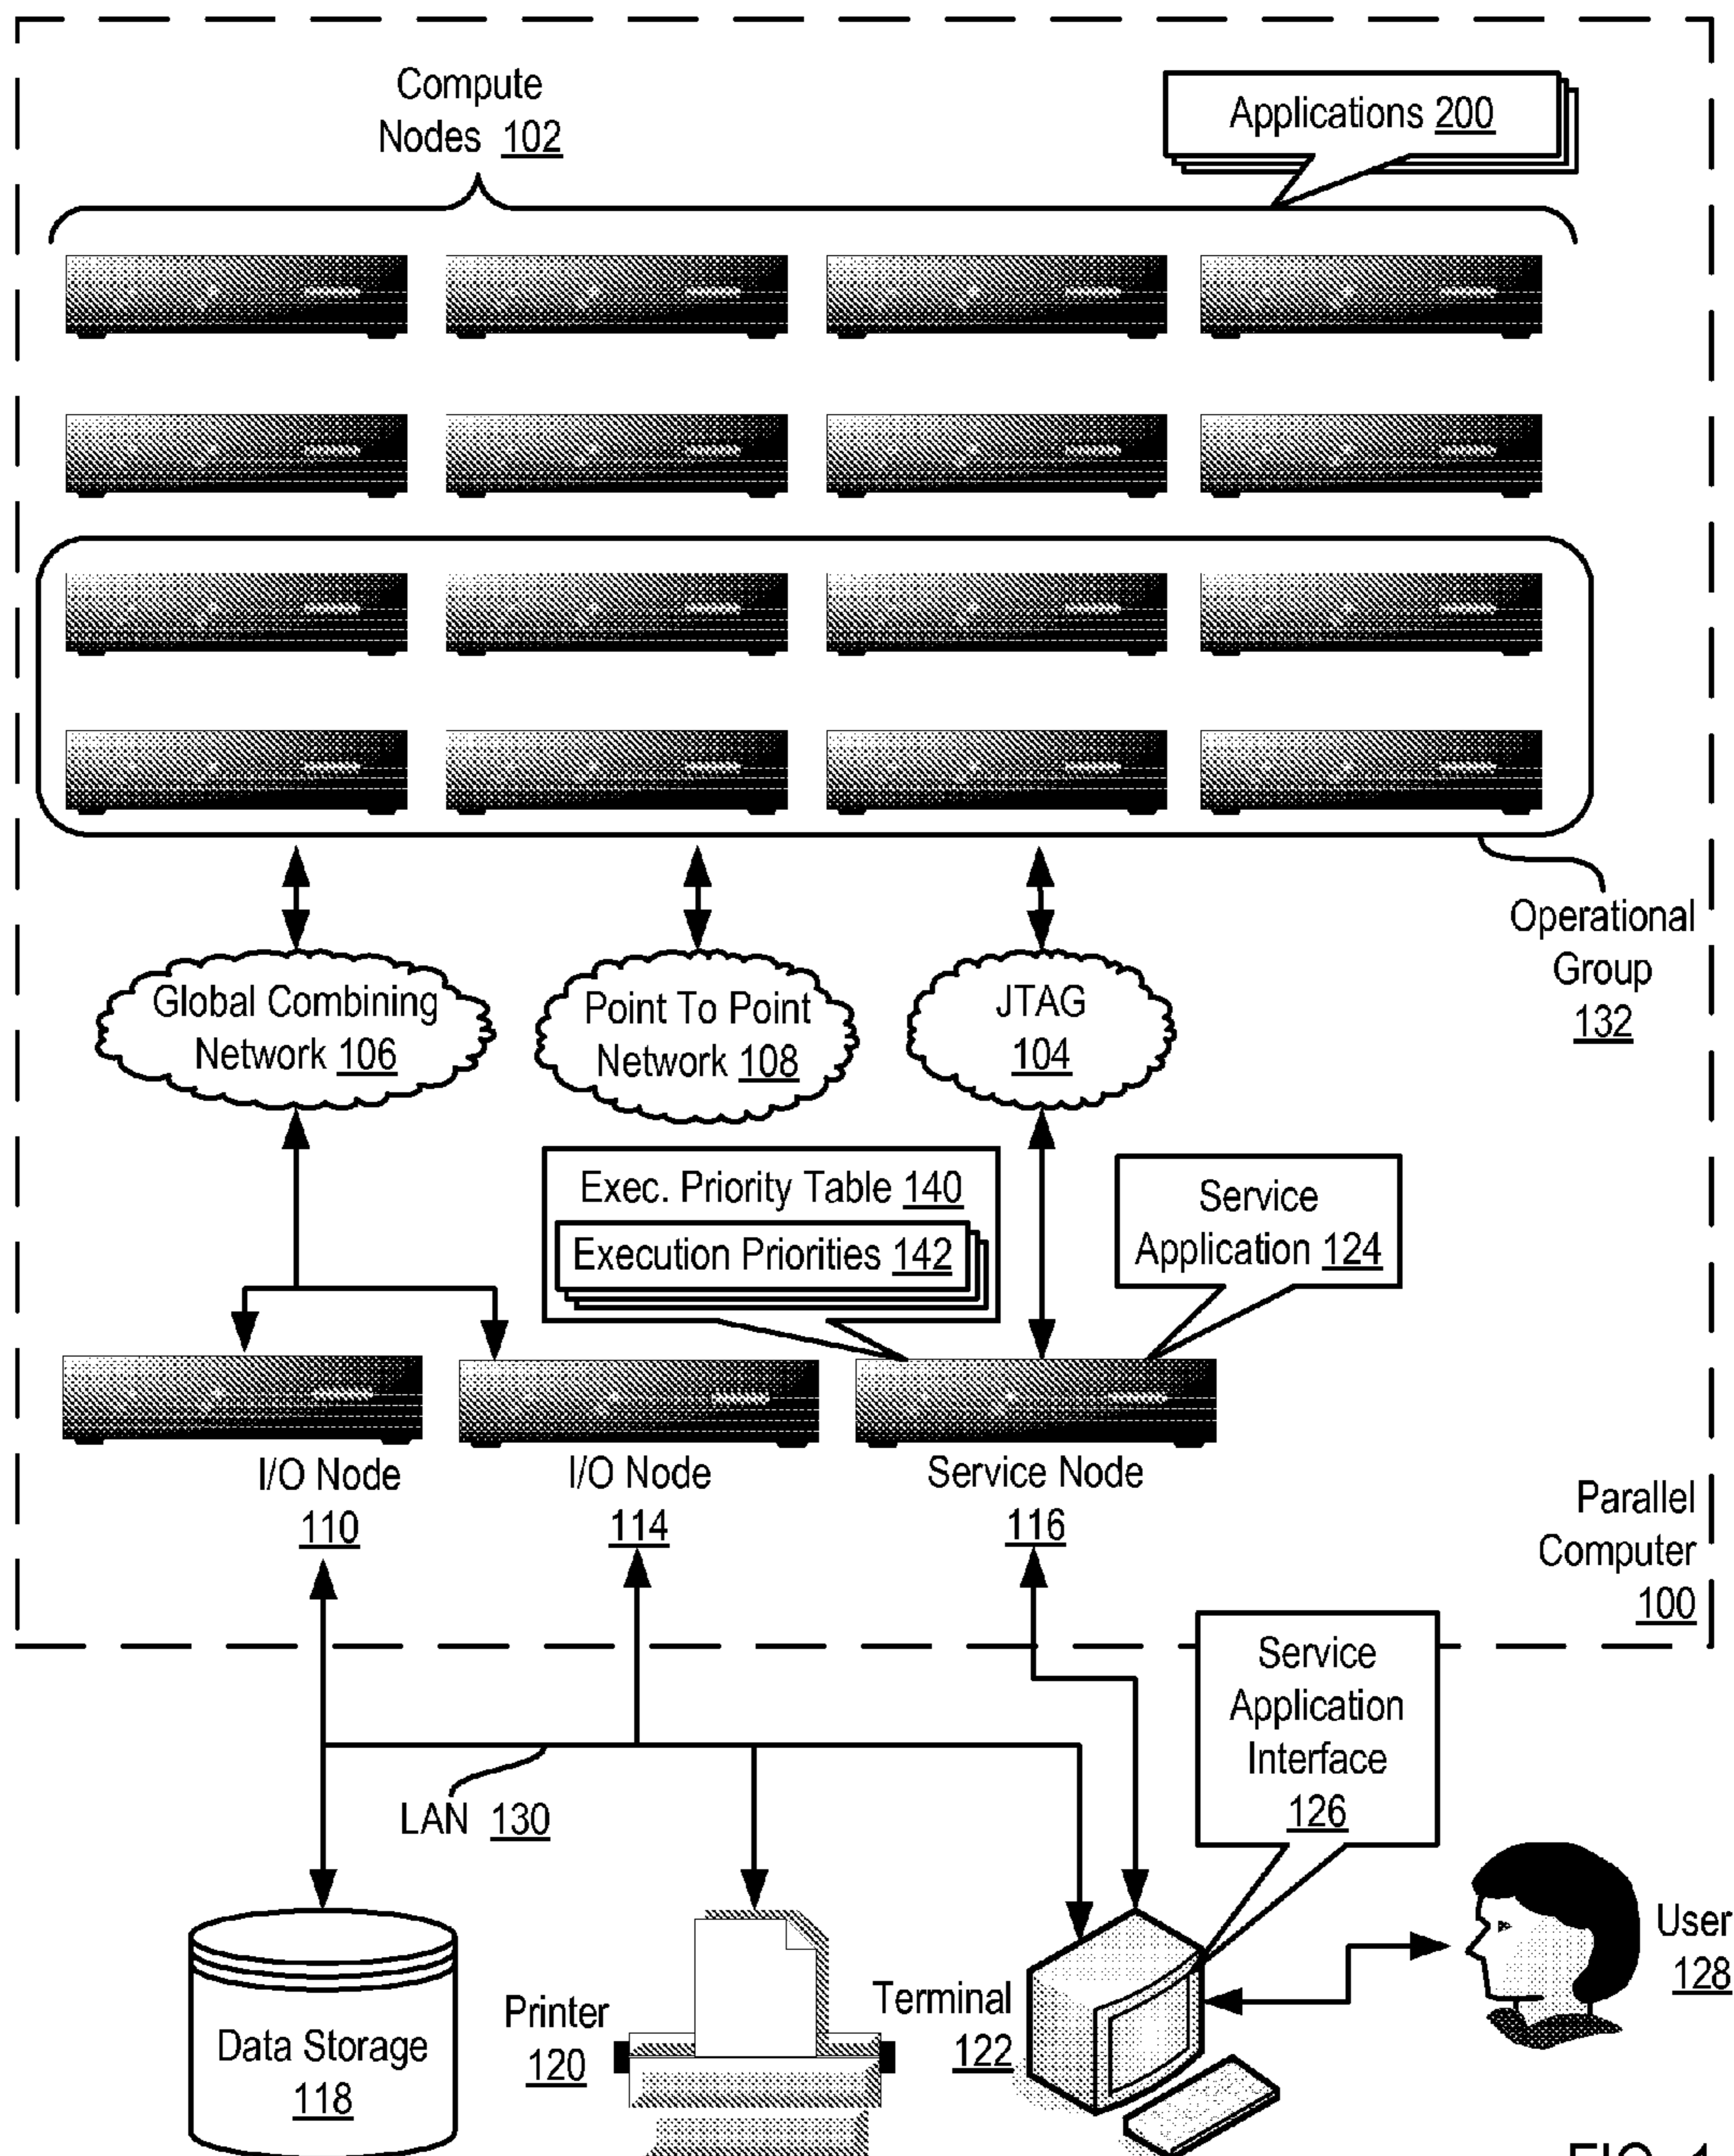 Compute
Nodes 102
Applications 200
Operational
Group
132
Global Combining
Network 106
Point To Point
Network 108
JTAG
104
Exec. Priority Table 140
Execution Priorities 142
Service
Application 124
I/O Node
110
I/O Node
114
Service Node
116
Parallel
Computer
100
Service
Application
Interface
126
LAN 130
Data Storage
118
Printer
120
Terminal
122
User
128
FIG. 1